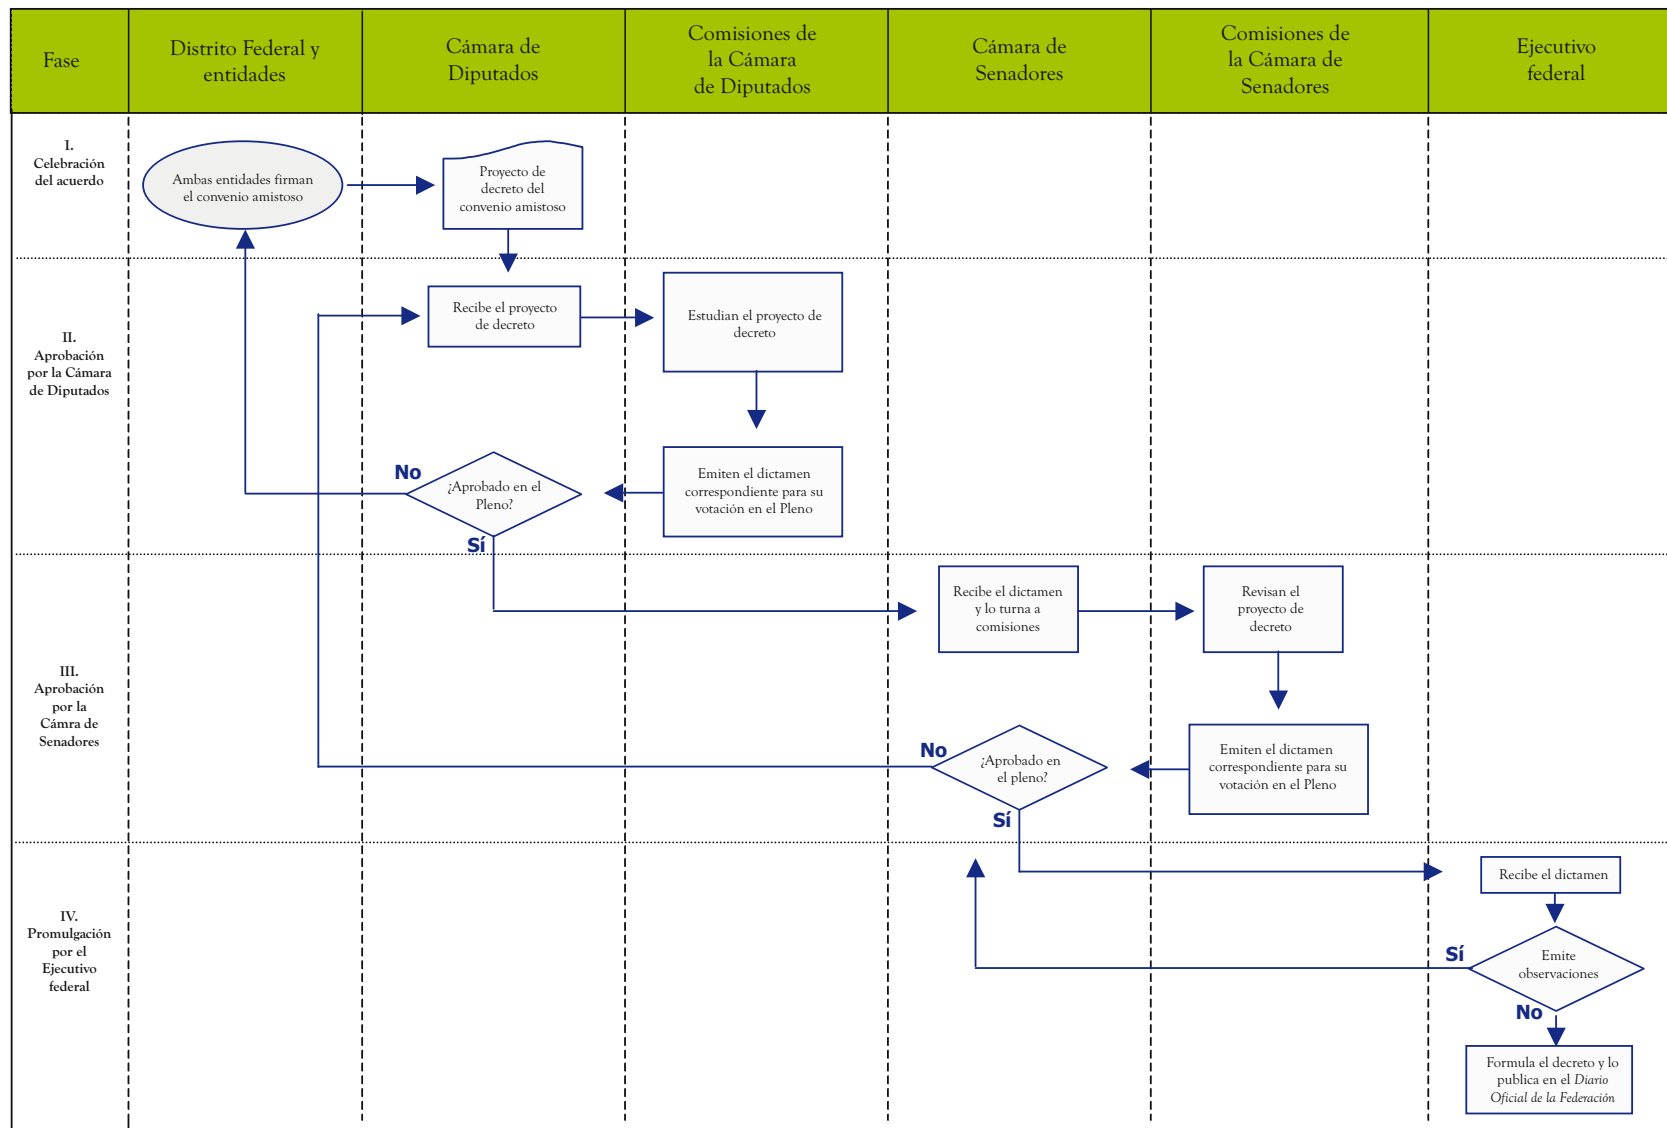 Fase
Distrito Federal y
entidades
Cámara de
Diputados
Comisiones de
la Cámara
de Diputados
Cámara de
Senadores
Comisiones de
la Cámara de
Senadores
Ejecutivo
federal
I.
Celebración
del acuerdo
Ambas entidades firman
el convenio amistoso
Proyecto de
decreto del
convenio amistoso
II.
Aprobación
por la Cámara
de Diputados
Recibe el proyecto
de decreto
Estudian el proyecto de
decreto
No
¿Aprobado en el
Pleno?
Sí
Emiten el dictamen
correspondiente para su
votación en el Pleno
III.
Aprobación
por la
Cámra de
Senadores
Recibe el dictamen
y lo turna a
comisiones
Revisan el
proyecto de
decreto
No
¿Aprobado en
el pleno?
Sí
Emiten el dictamen
correspondiente para su
votación en el Pleno
IV.
Promulgación
por el
Ejecutivo
federal
Recibe el dictamen
Sí
Emite
observaciones
No
Formula el decreto y lo
publica en el Diario
Oficial de la Federación